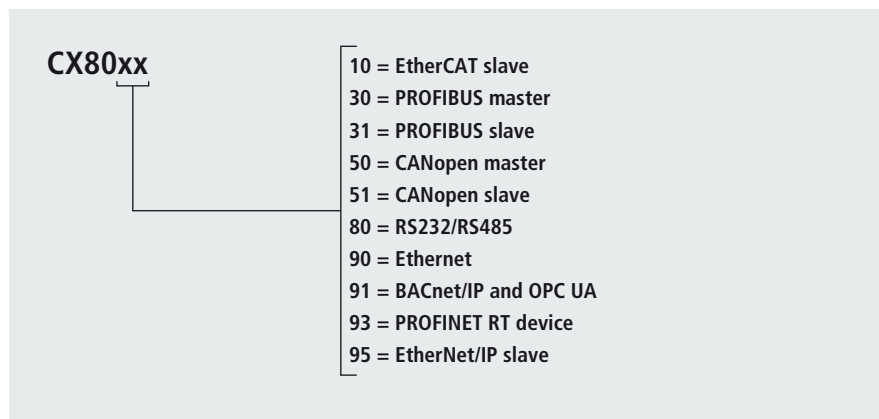 CX80xx
10 = EtherCAT slave
30 = PROFIBUS master
31 = PROFIBUS slave
50 = CANopen master
51 = CANopen slave
80 = RS232/RS485
90 = Ethernet
91 = BACnet/IP and OPC UA
93 = PROFINET RT device
95 = EtherNet/IP slave